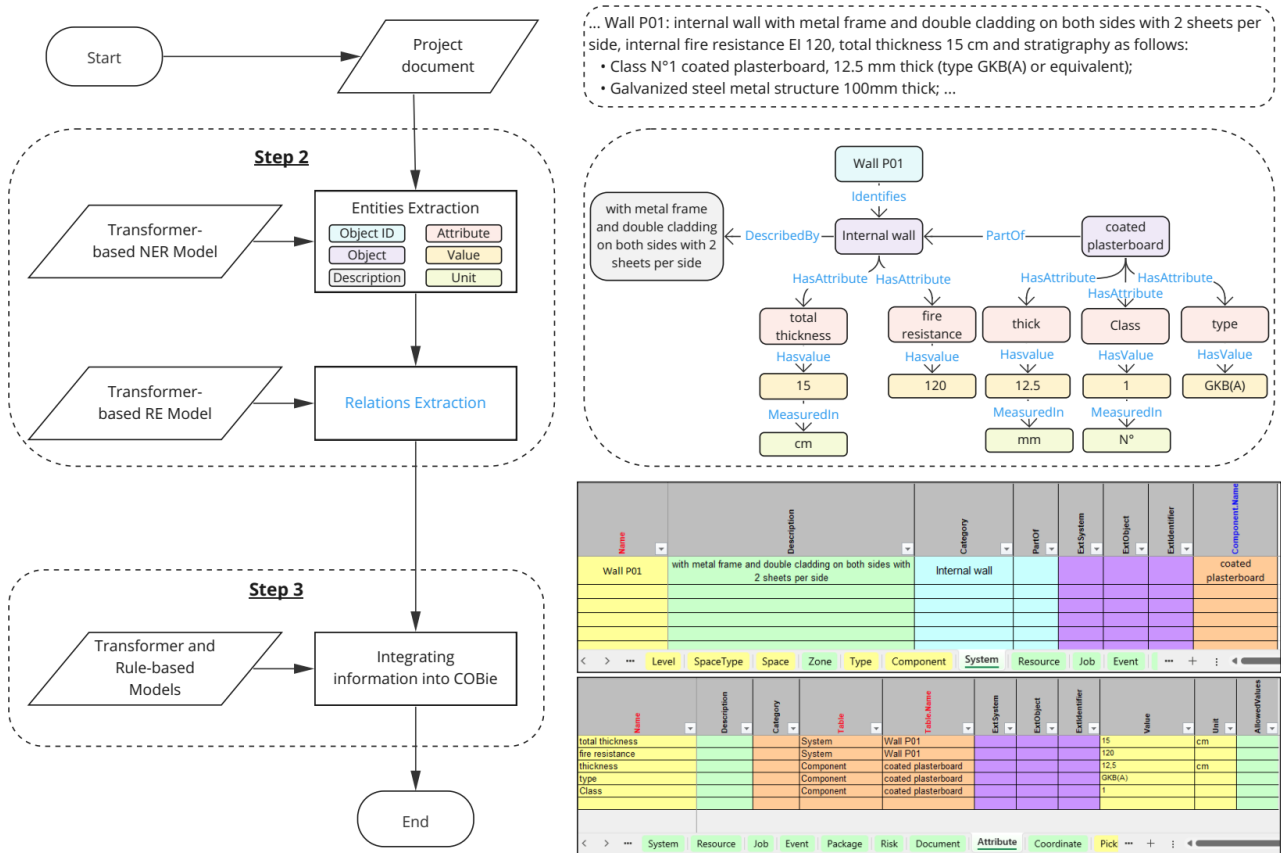 Start
Project
document
... Wall P01: internal wall with metal frame and double cladding on both sides with 2 sheets per
side, internal fire resistance EI 120, total thickness 15 cm and stratigraphy as follows:
• Class N°1 coated plasterboard, 12.5 mm thick (type GKB(A) or equivalent);
• Galvanized steel metal structure 100mm thick; ...
Step 2
Transformer-
based NER Model
Entities Extraction
Object ID
Attribute
Object
Value
Description
Unit
Transformer-
based RE Model
Relations Extraction
Step 3
Transformer and
Rule-based
Models
Integrating
information into COBie
End
Wall P01
Identifies
with metal frame
and double cladding
on both sides with 2
sheets per side
DescribedBy
Internal wall
PartOf
coated
plasterboard
HasAttribute
HasAttribute
HasAttribute
HasAttribute
HasAttribute
total
thickness
fire
resistance
thick
Class
type
Hasvalue
Hasvalue
Hasvalue
HasValue
HasValue
15
120
12.5
1
GKB(A)
MeasuredIn
MeasuredIn
MeasuredIn
cm
mm
N°
Name
Description
Category
PartOf
ExtSystem
ExtObject
ExtIdentifier
Component.Name
Wall P01
with metal frame and double cladding on both sides with
2 sheets per side
Internal wall
coated
plasterboard
< > ··· Level SpaceType Space Zone Type Component System Resource Job Event ··· + :
Name
Description
Category
Table
Table.Name
ExtSystem
ExtObject
ExtIdentifier
Value
Unit
AllowedValues
total thickness System Wall P01 15 cm
fire resistance System Wall P01 120
thickness Component coated plasterboard 12,5 cm
type Component coated plasterboard GKB(A)
Class Component coated plasterboard 1
< > ··· System Resource Job Event Package Risk Document Attribute Coordinate Pick ··· + :